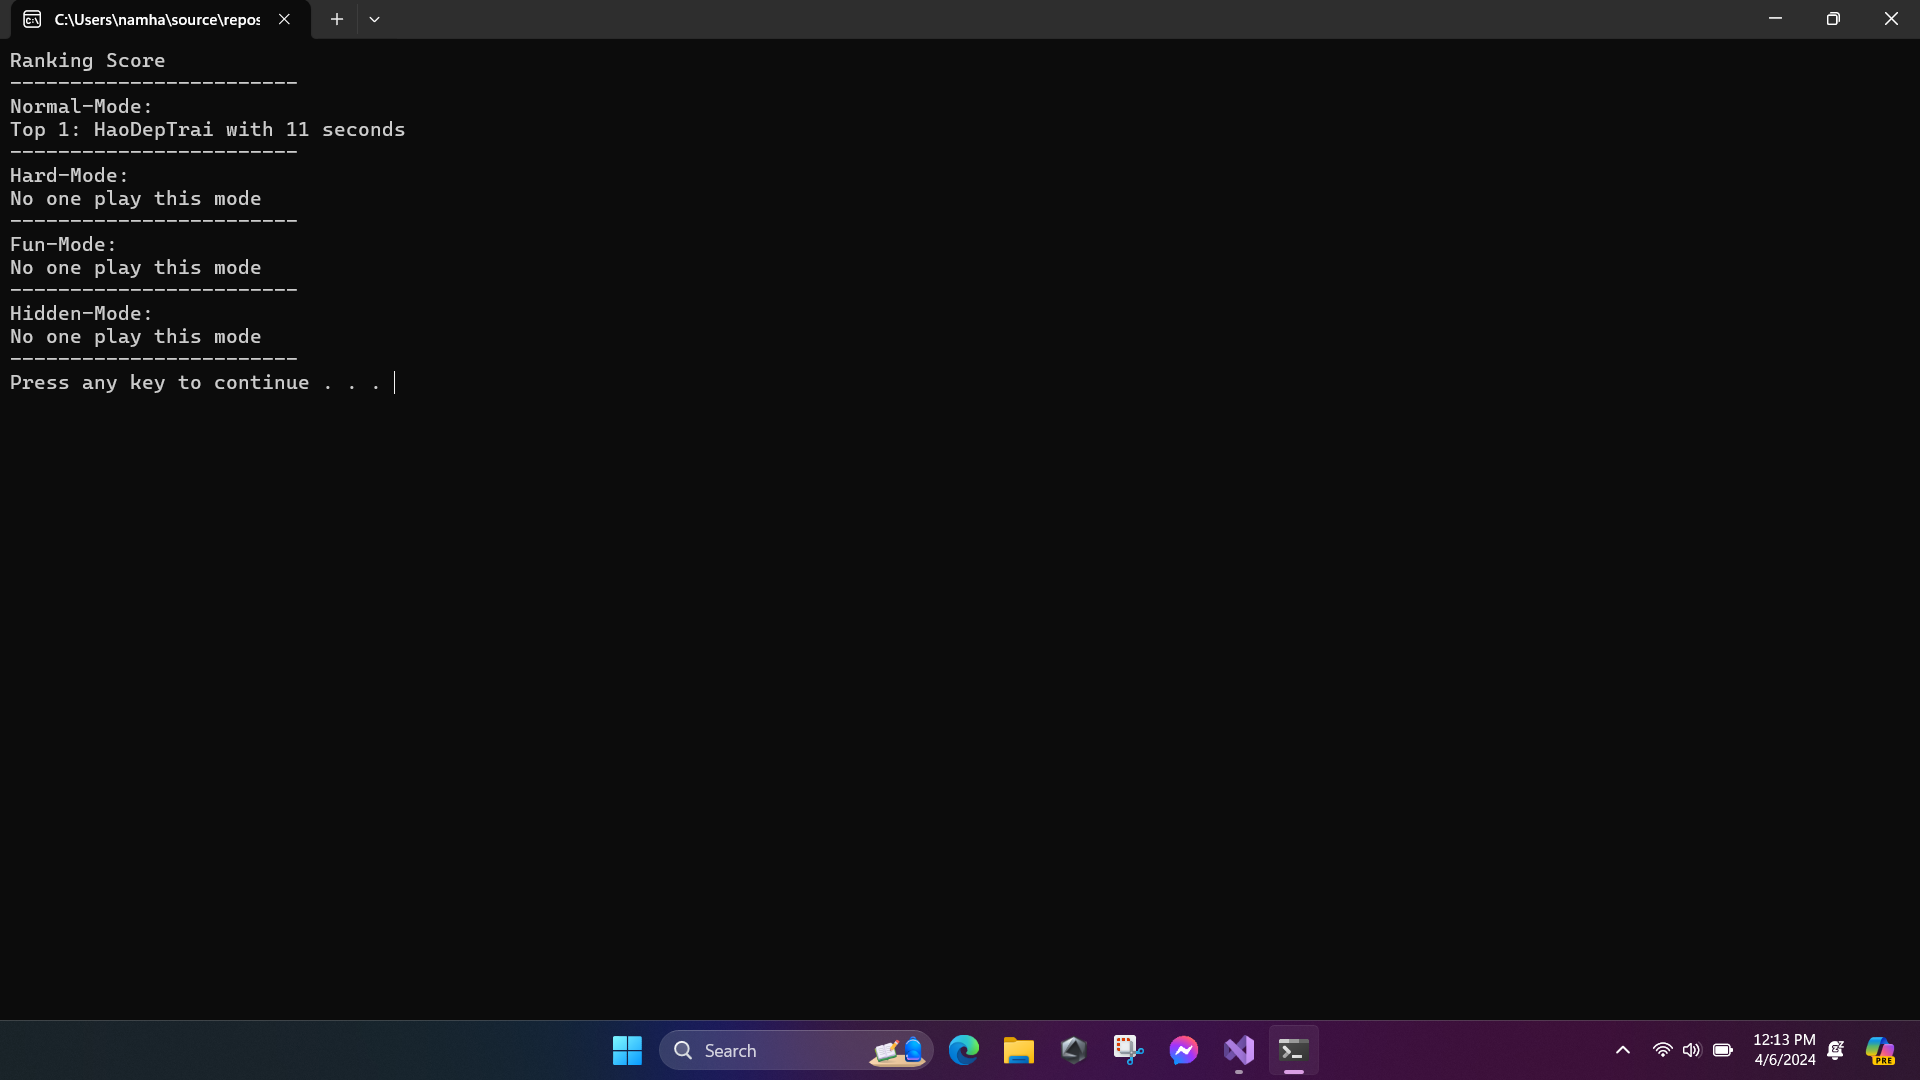 C:\Users\namha\source\repos
Ranking Score
------------------------
Normal-Mode:
Top 1: HaoDepTrai with 11 seconds
------------------------
Hard-Mode:
No one play this mode
------------------------
Fun-Mode:
No one play this mode
------------------------
Hidden-Mode:
No one play this mode
------------------------
Press any key to continue . . .
Search
12:13 PM
4/6/2024
PRE